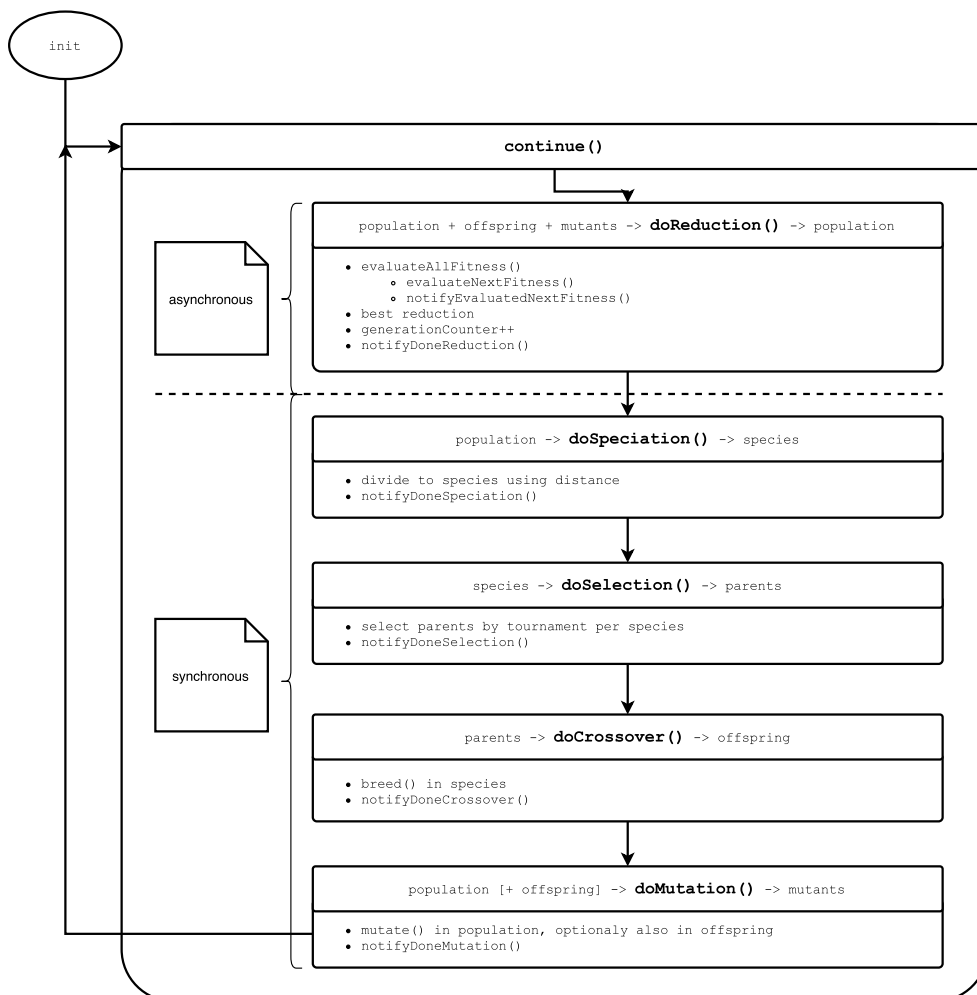 init
continue()
population + offspring + mutants -> doReduction() -> population
asynchronous
• evaluateAllFitness()
◦ evaluateNextFitness()
◦ notifyEvaluatedNextFitness()
• best reduction
• generationCounter++
• notifyDoneReduction()
population -> doSpeciation() -> species
• divide to species using distance
• notifyDoneSpeciation()
species -> doSelection() -> parents
• select parents by tournament per species
• notifyDoneSelection()
synchronous
parents -> doCrossover() -> offspring
• breed() in species
• notifyDoneCrossover()
population [+ offspring] -> doMutation() -> mutants
• mutate() in population, optionaly also in offspring
• notifyDoneMutation()